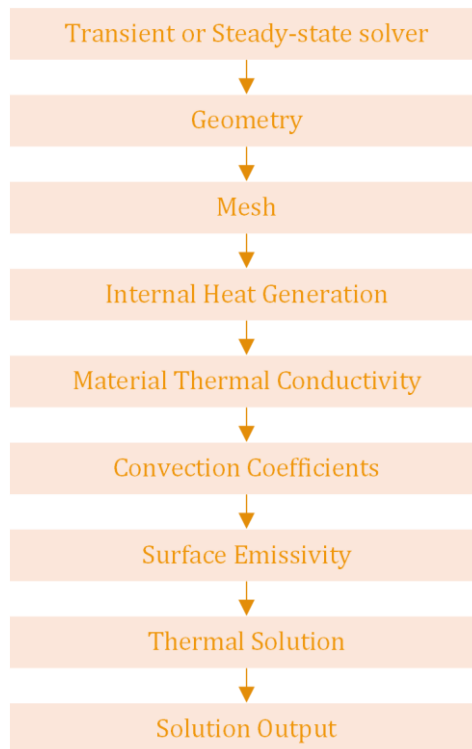 Transient or Steady-state solver
Geometry
Mesh
Internal Heat Generation
Material Thermal Conductivity
Convection Coefficients
Surface Emissivity
Thermal Solution
Solution Output